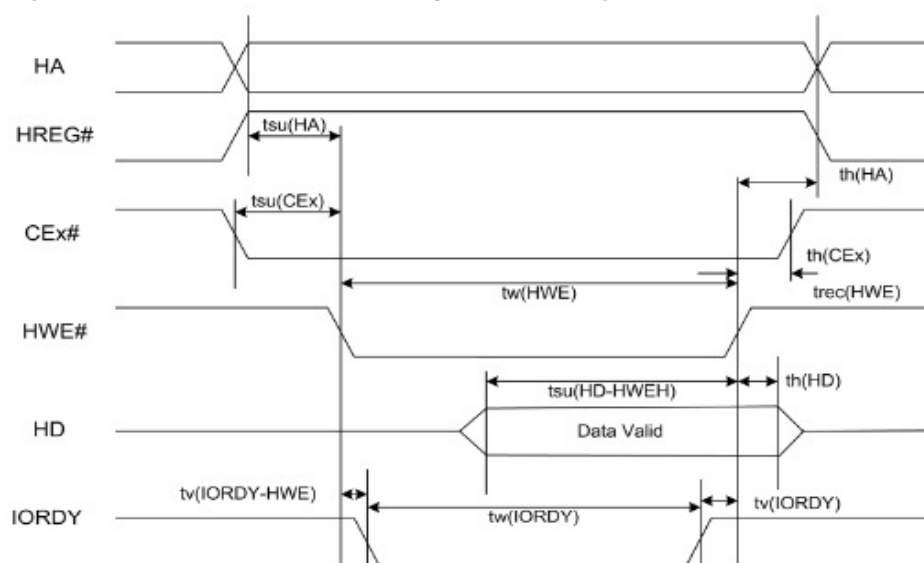 HA
HREG#
tsu(HA)
th(HA)
tsu(CEx)
CEx#
th(CEx)
tw(HWE)
trec(HWE)
HWE#
tsu(HD-HWEH)
th(HD)
HD
Data Valid
tv(IORDY-HWE)
tw(IORDY)
tv(IORDY)
IORDY